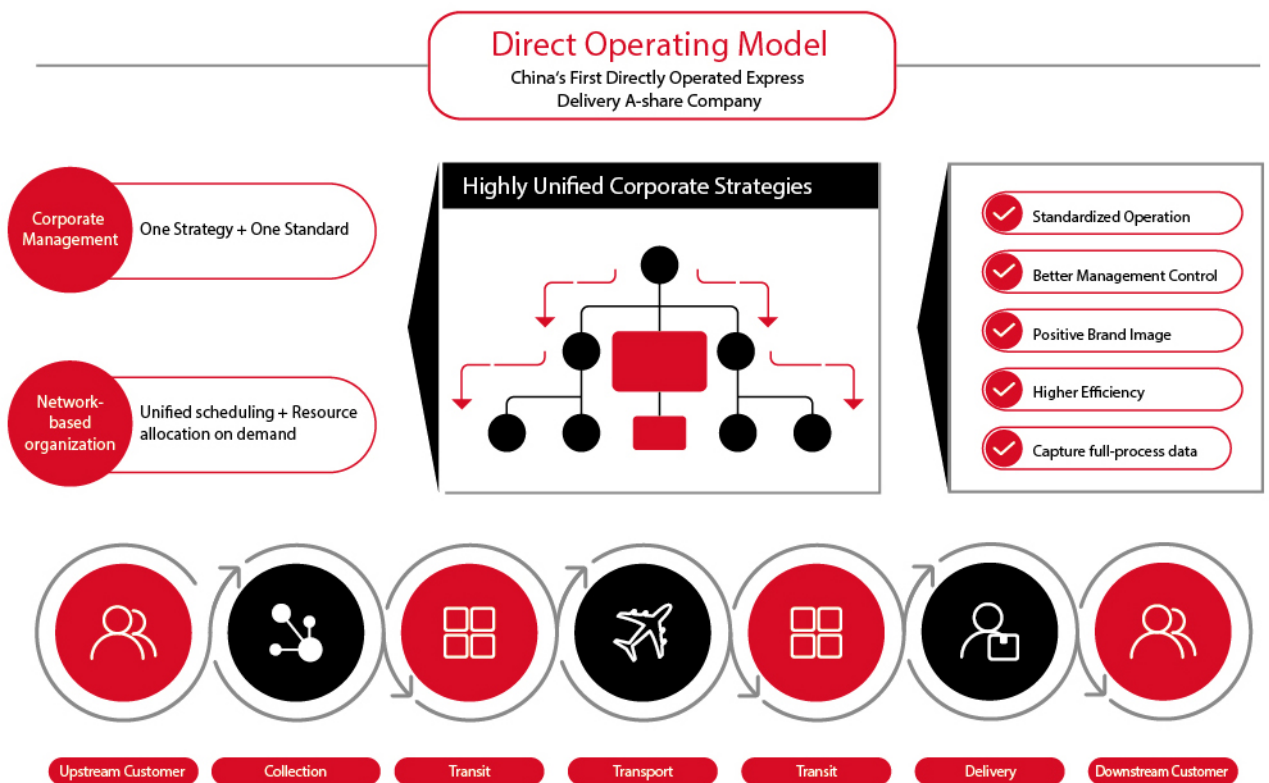 Direct Operating Model
China's First Directly Operated Express
Delivery A-share Company
Corporate
Management
One Strategy + One Standard
Network-
based
organization
Unified scheduling + Resource
allocation on demand
Highly Unified Corporate Strategies
Standardized Operation
Better Management Control
Positive Brand Image
Higher Efficiency
Capture full-process data
Upstream Customer
Collection
Transit
Transport
Transit
Delivery
Downstream Customer